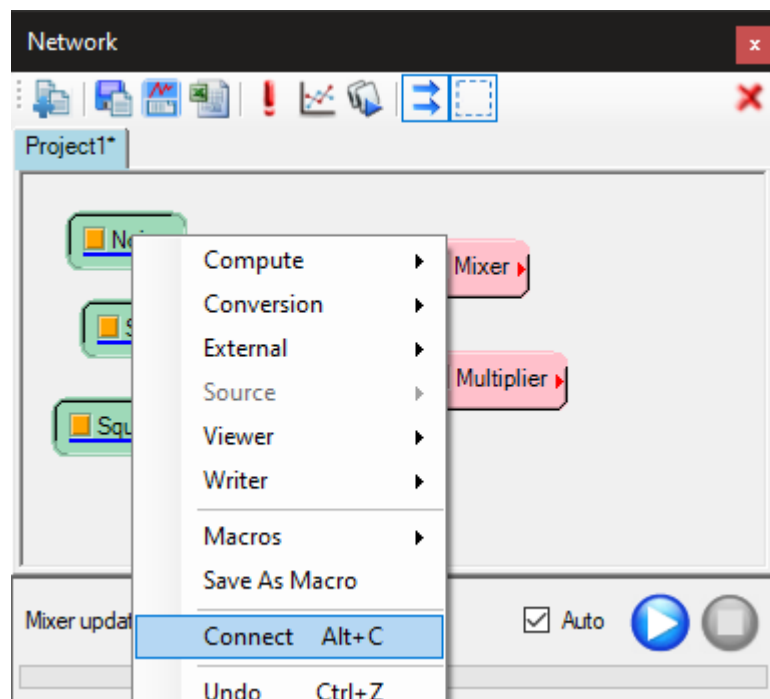 Network
x
Project1*
Compute
Mixer
Conversion
External
Multiplier
Source
Viewer
Writer
Macros
Save As Macro
Mixer
Auto
Connect Alt+C
Undo Ctrl+Z